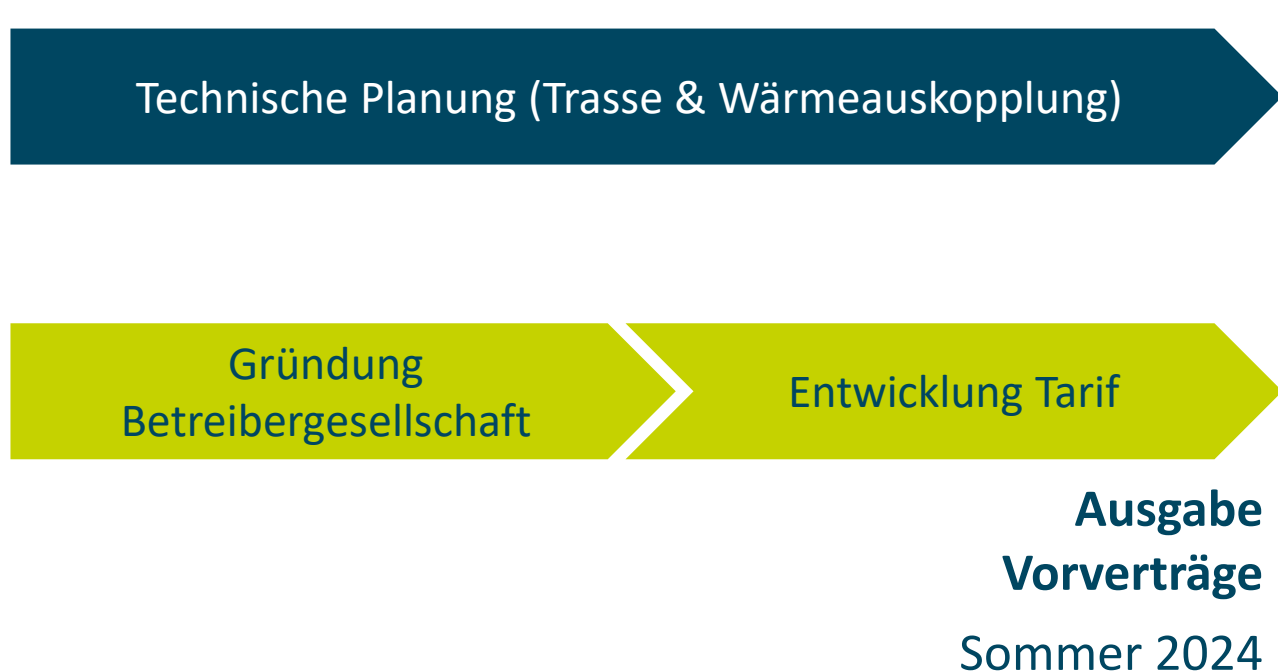 Technische Planung (Trasse & Wärmeauskopplung)
Gründung
Betreibergesellschaft
Entwicklung Tarif
Ausgabe
Vorverträge
Sommer 2024